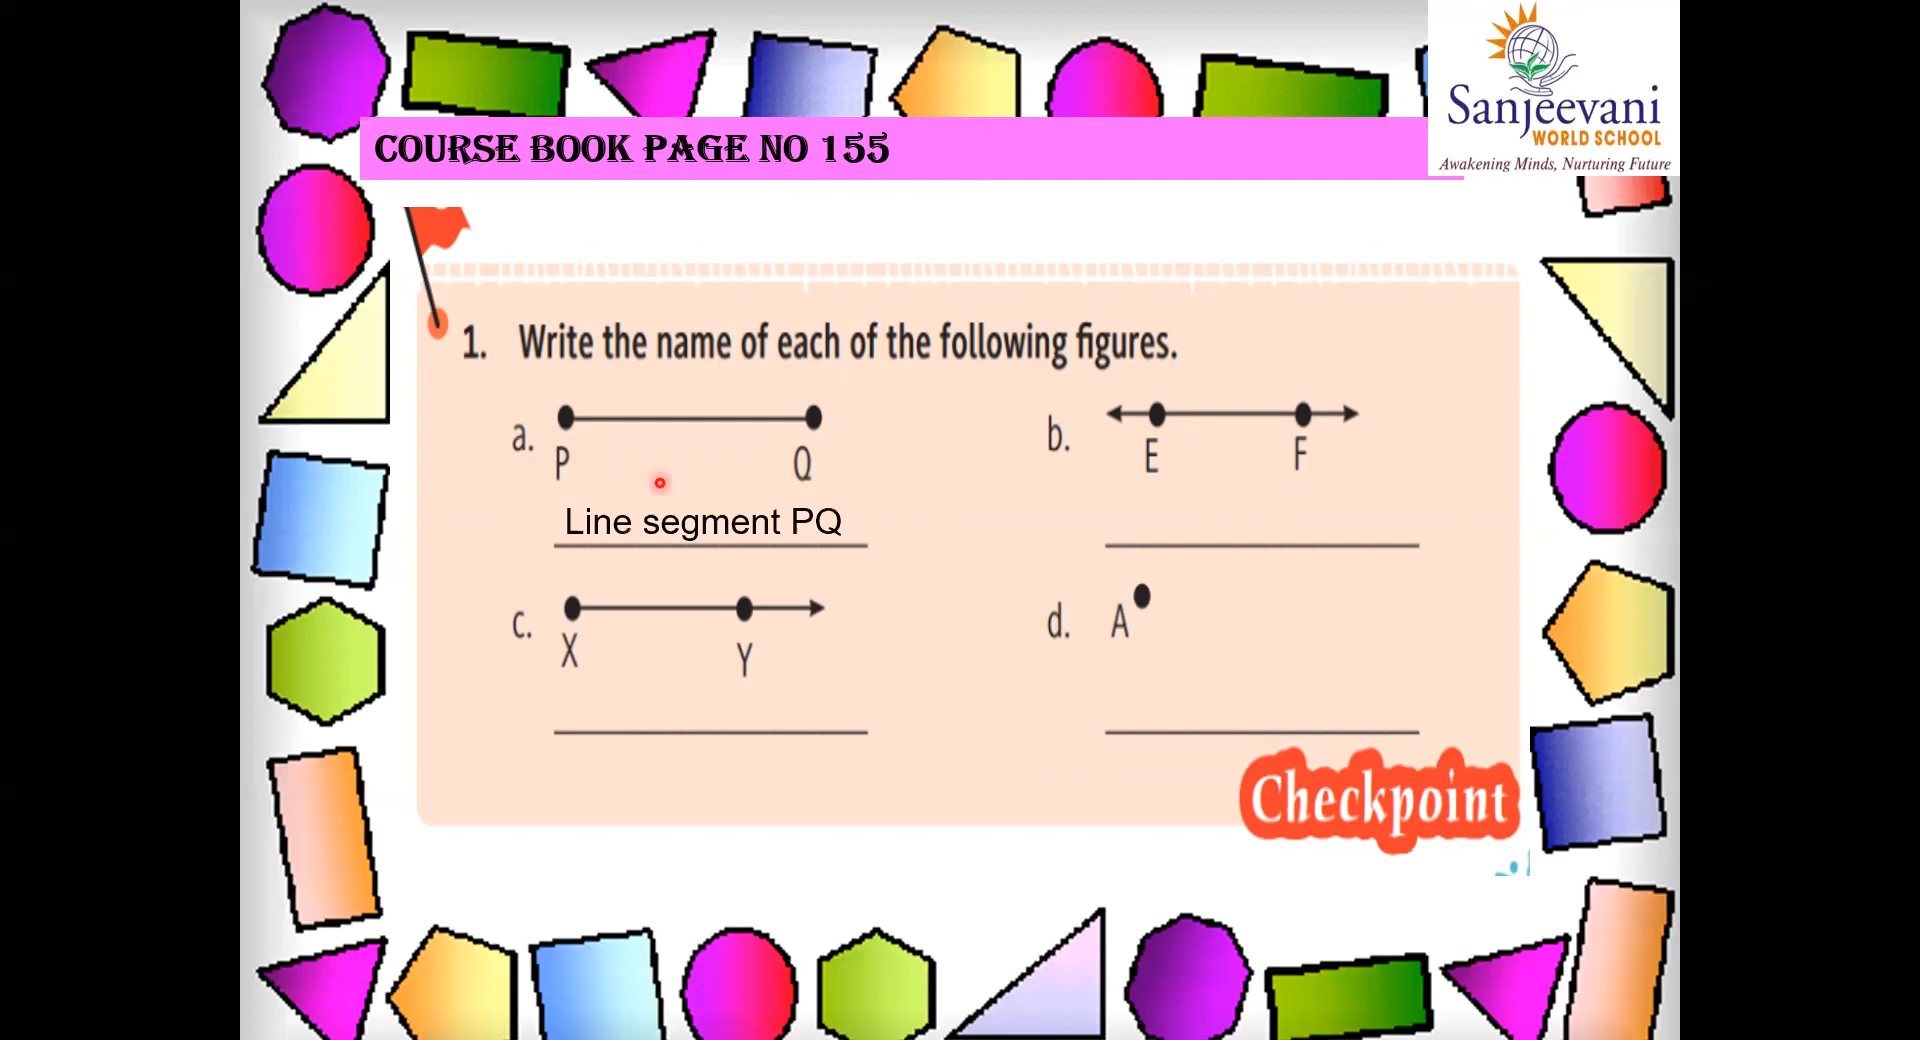 Sanjeevani
WORLD SCHOOL
Awakening Minds, Nurturing Future
COURSE BOOK PAGE NO 155
1. Write the name of each of the following figures.
a. P Q
b. E F
Line segment PQ
c. X Y
d. A
Checkpoint